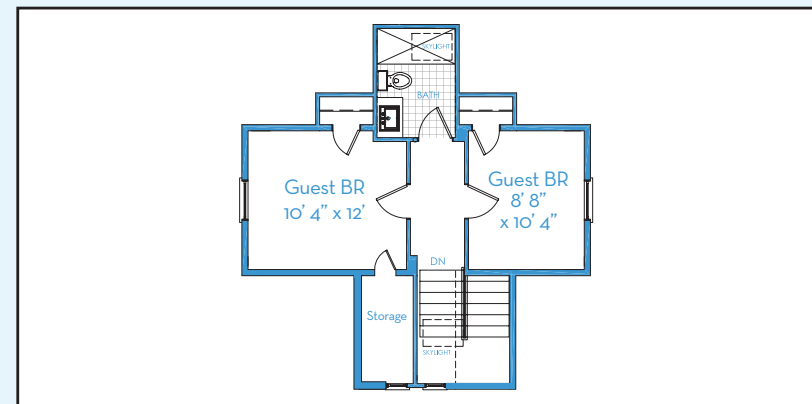 SKYLIGHT
BATH
Guest BR
10’ 4” x 12’
Guest BR
8’ 8”
x 10’ 4”
DN
Storage
SKYLIGHT